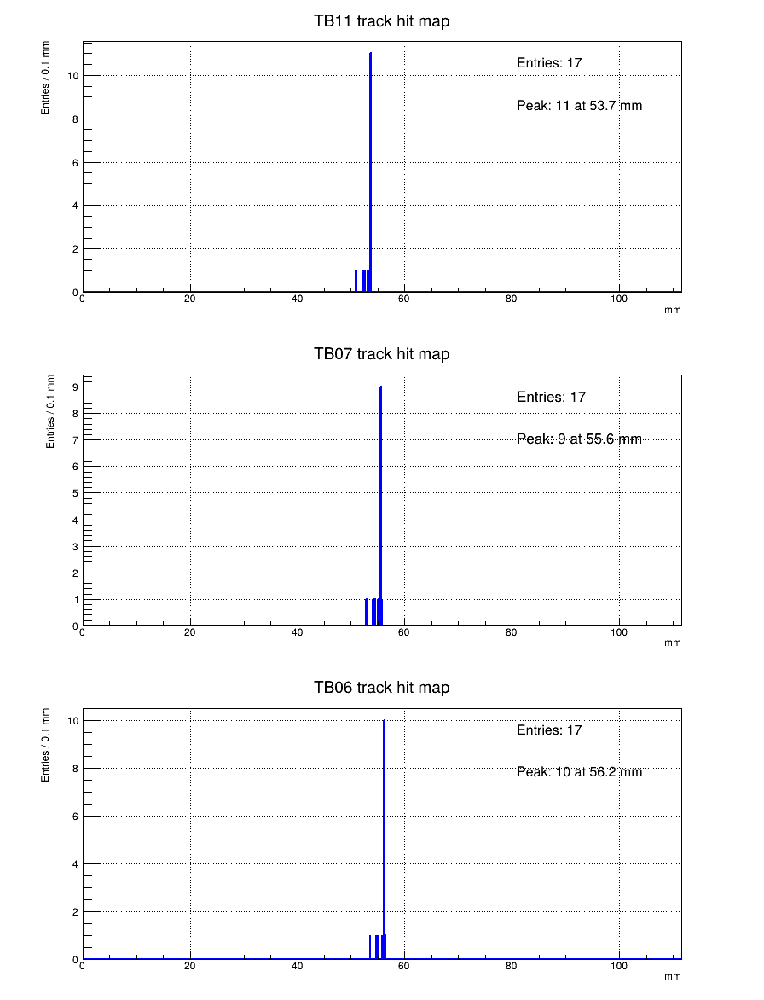 TB11 track hit map
Entries / 0.1 mm
Entries: 17
Peak: 11 at 53.7 mm
10
8
6
4
2
0
0 20 40 60 80 100
mm
TB07 track hit map
Entries / 0.1 mm
Entries: 17
Peak: 9 at 55.6 mm
9
8
7
6
5
4
3
2
1
0
0 20 40 60 80 100
mm
TB06 track hit map
Entries / 0.1 mm
Entries: 17
Peak: 10 at 56.2 mm
10
8
6
4
2
0
0 20 40 60 80 100
mm